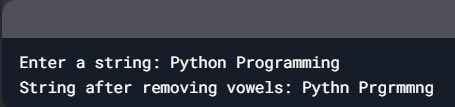 Enter a string: Python Programming
String after removing vowels: Pythn Prgrmmng